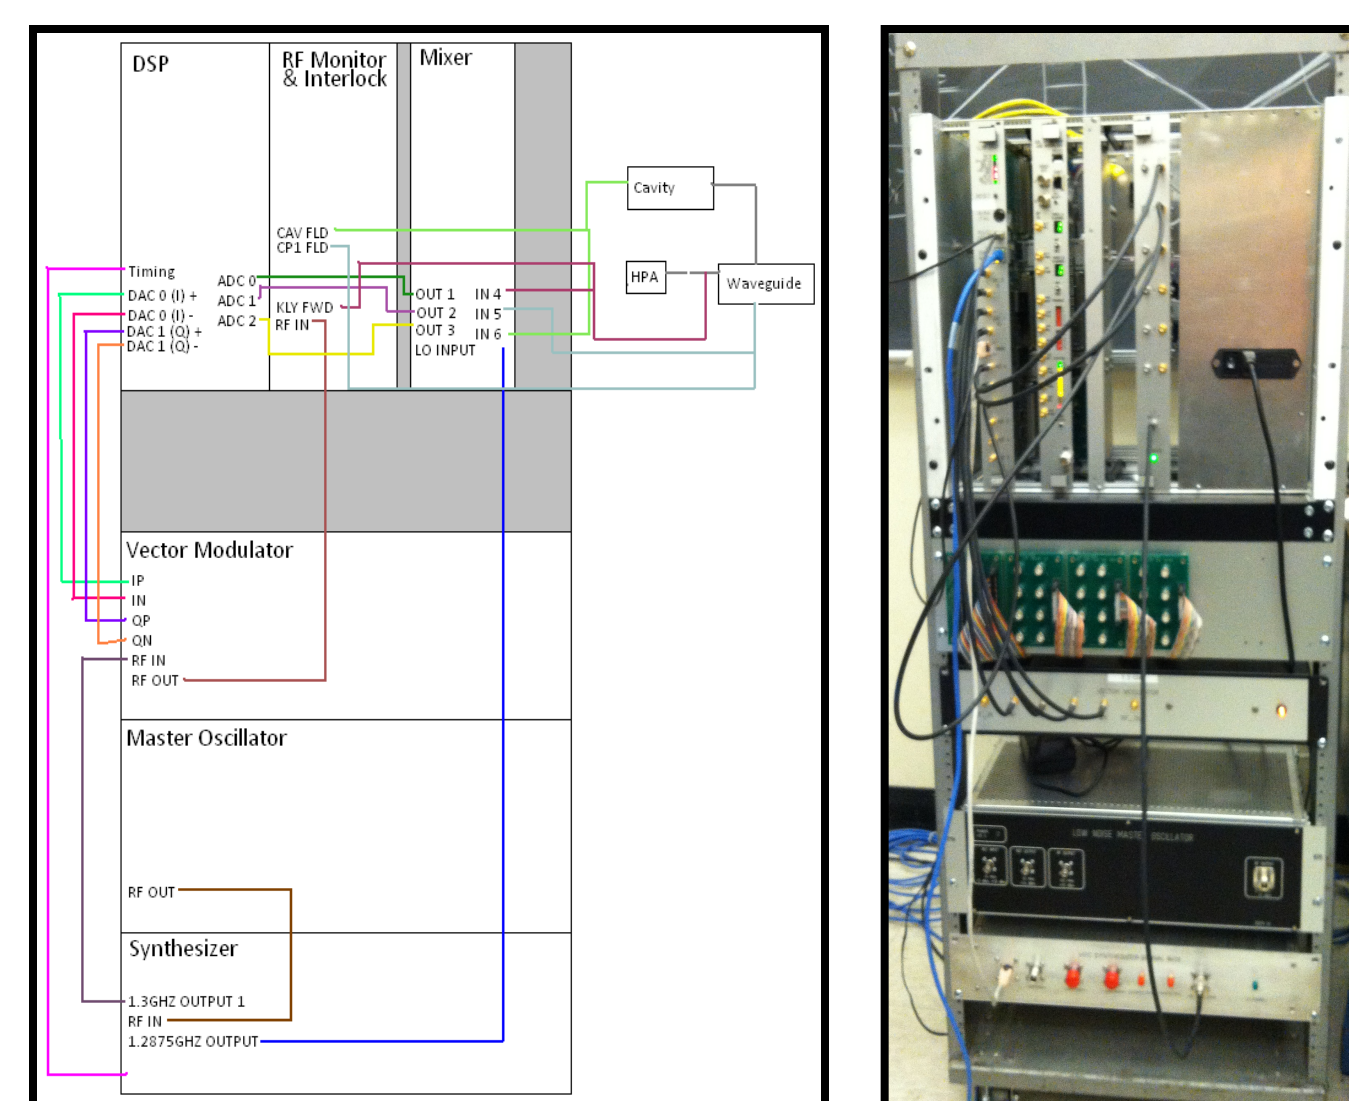 DSP
RF Monitor
& Interlock
Mixer
Cavity
CAV FLD
CP1 FLD
Timing
ADC 0
HPA
Waveguide
DAC 0 (I) +
ADC 1
OUT 1
IN 4
DAC 0 (I) -
KLY FWD
OUT 2
IN 5
DAC 1 (Q) +
ADC 2
RF IN
OUT 3
IN 6
DAC 1 (Q) -
LO INPUT
Vector Modulator
IP
IN
QP
QN
RF IN
RF OUT
Master Oscillator
RF OUT
Synthesizer
1.3GHZ OUTPUT 1
RF IN
1.2875GHZ OUTPUT
VECTOR MODULATOR
LOW NOISE MASTER OSCILLATOR